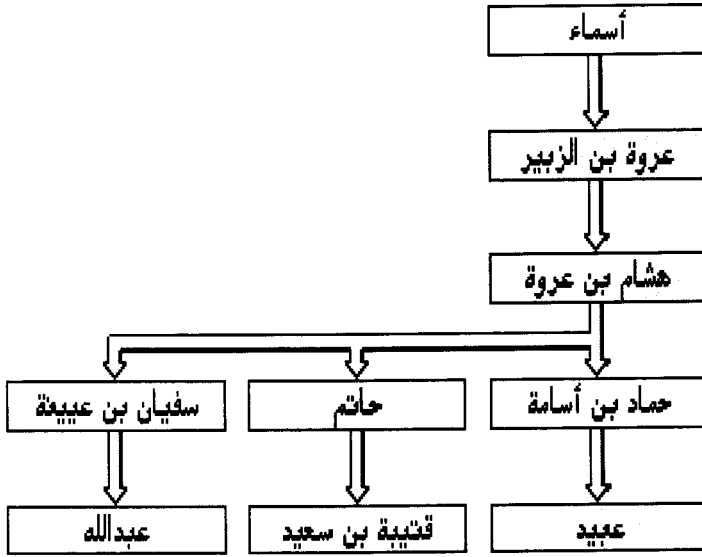 أسماء
عروة بن الزبير
هشام بن عروة
حماد بن أسامة
حاتم
سفيان بن عيينة
عبيد
قتيبة بن سعيد
عبدالله